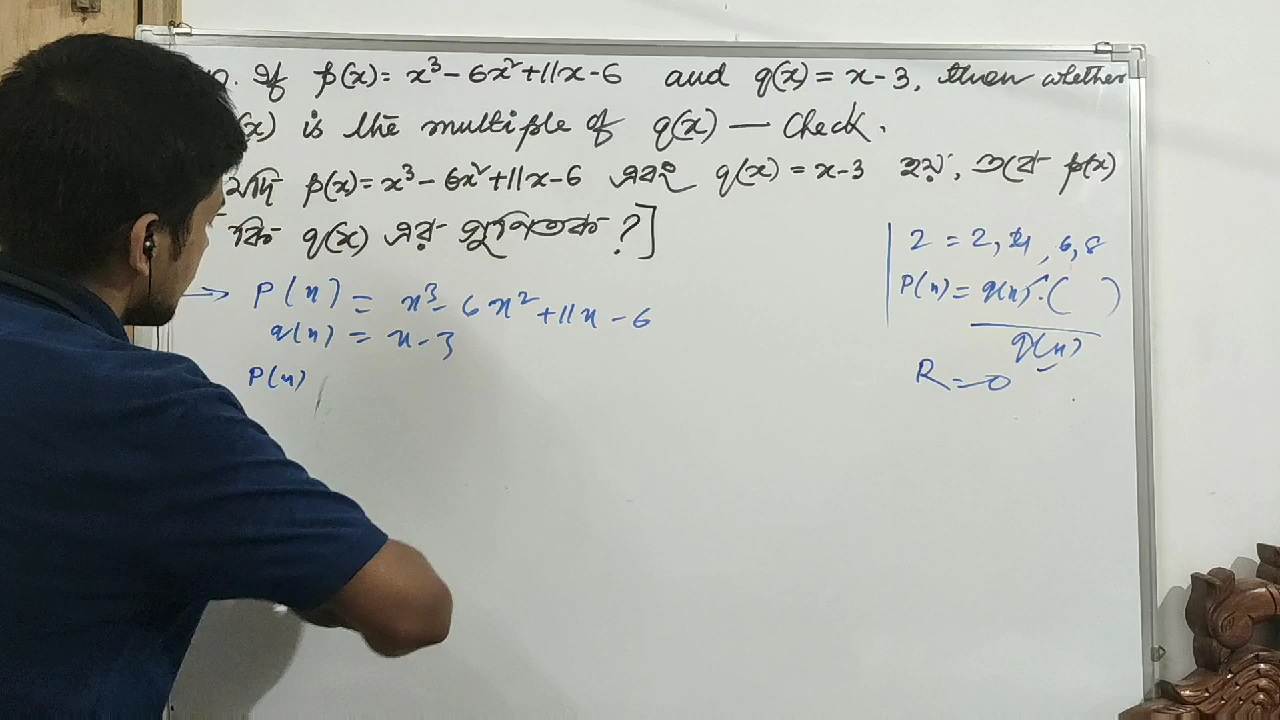 If p(x) = x³ - 6x² + 11x - 6 and q(x) = x - 3, then whether
(x) is the multiple of q(x) — Check.
যদি p(x) = x³ - 6x² + 11x - 6 এবং q(x) = x - 3 হয়, তবে p(x)
কি q(x) এর গুণিতক ?]
→ P(x) = x³ - 6x² + 11x - 6
q(x) = x - 3
P(x)
2 = 2, 4, 6, 8
P(x) = q(x) · ( )
q(x)
R = 0